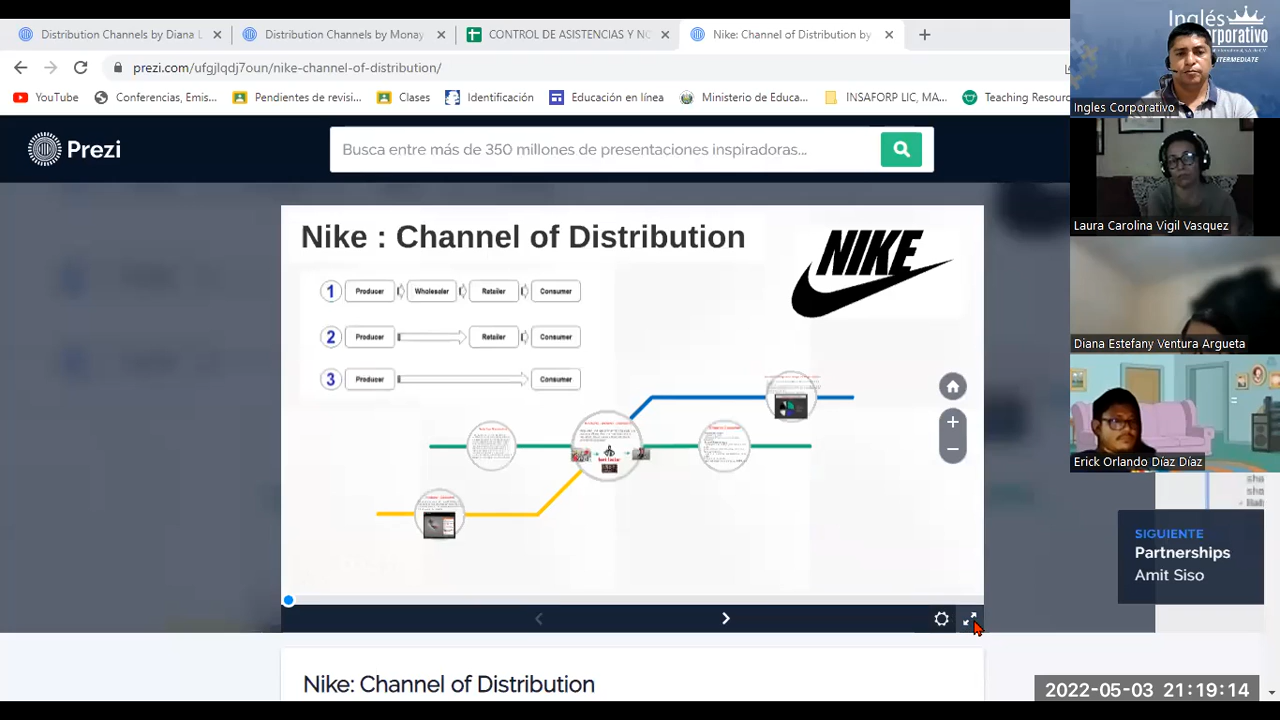 Distribution Channels by Diana L
Distribution Channels by Monay
CONTROL DE ASISTENCIAS Y NO
Nike: Channel of Distribution by
prezi.com/ufgjlqdj7oun/nike-channel-of-distribution/
YouTube
Conferencias, Emis...
Pendientes de revisi...
Clases
Identificación
Educación en línea
Ministerio de Educa...
INSAFORP LIC, MA...
Teaching Resourc
Inglés
Corporativo
INTERMEDIATE
Ingles Corporativo
Prezi
Busca entre más de 350 millones de presentaciones inspiradoras...
Laura Carolina Vigil Vasquez
Nike : Channel of Distribution
NIKE
1 Producer Wholesaler Retailer Consumer
2 Producer Retailer Consumer
3 Producer Consumer
Diana Estefany Ventura Argueta
Erick Orlando Díaz Díaz
SIGUIENTE
Partnerships
Amit Siso
Nike: Channel of Distribution
2022-05-03 21:19:14